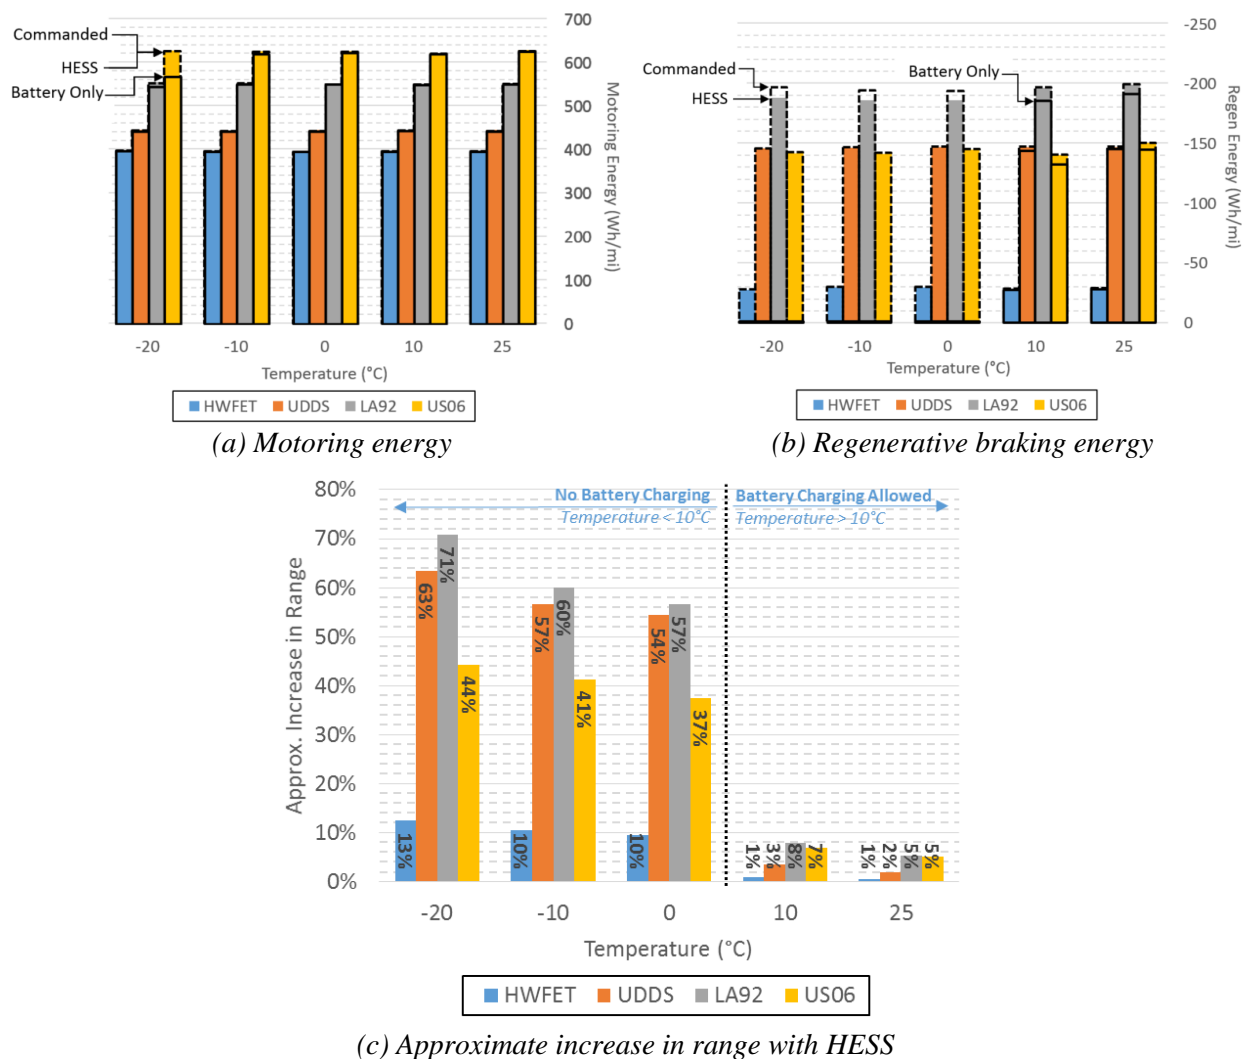 Commanded
HESS
Battery Only
700
600
500
400
300
200
100
0
Motoring Energy (Wh/mi)
-20 -10 0 10 25
Temperature (°C)
HWFET UDDS LA92 US06
(a) Motoring energy
Commanded
HESS
Battery Only
-250
-200
-150
-100
-50
0
Regen Energy (Wh/mi)
-20 -10 0 10 25
Temperature (°C)
HWFET UDDS LA92 US06
(b) Regenerative braking energy
80%
70%
60%
50%
40%
30%
20%
10%
0%
Approx. Increase in Range
No Battery Charging
Temperature < 10°C
Battery Charging Allowed
Temperature > 10°C
13% 63% 71% 44%
10% 57% 60% 41%
10% 54% 57% 37%
1% 3% 8% 7%
1% 2% 5% 5%
-20 -10 0 10 25
Temperature (°C)
HWFET UDDS LA92 US06
(c) Approximate increase in range with HESS